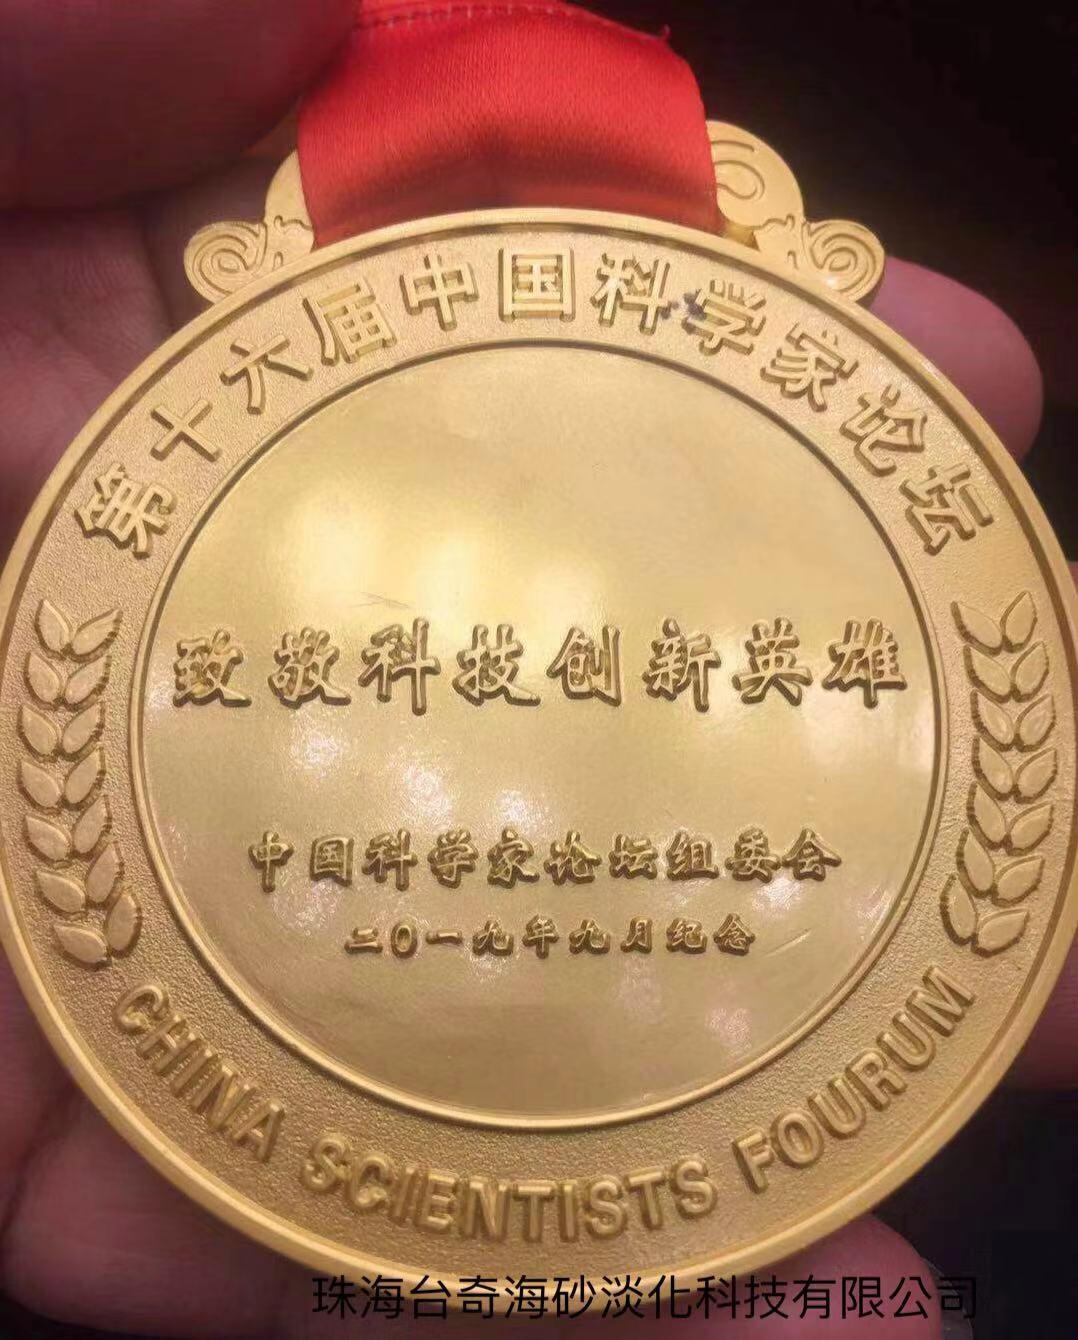 第十六届中国科学家论坛
致敬科技创新英雄
中国科学家论坛组委会
二0一九年九月纪念
CHINA SCIENTISTS FOURUM
珠海台奇海砂淡化科技有限公司